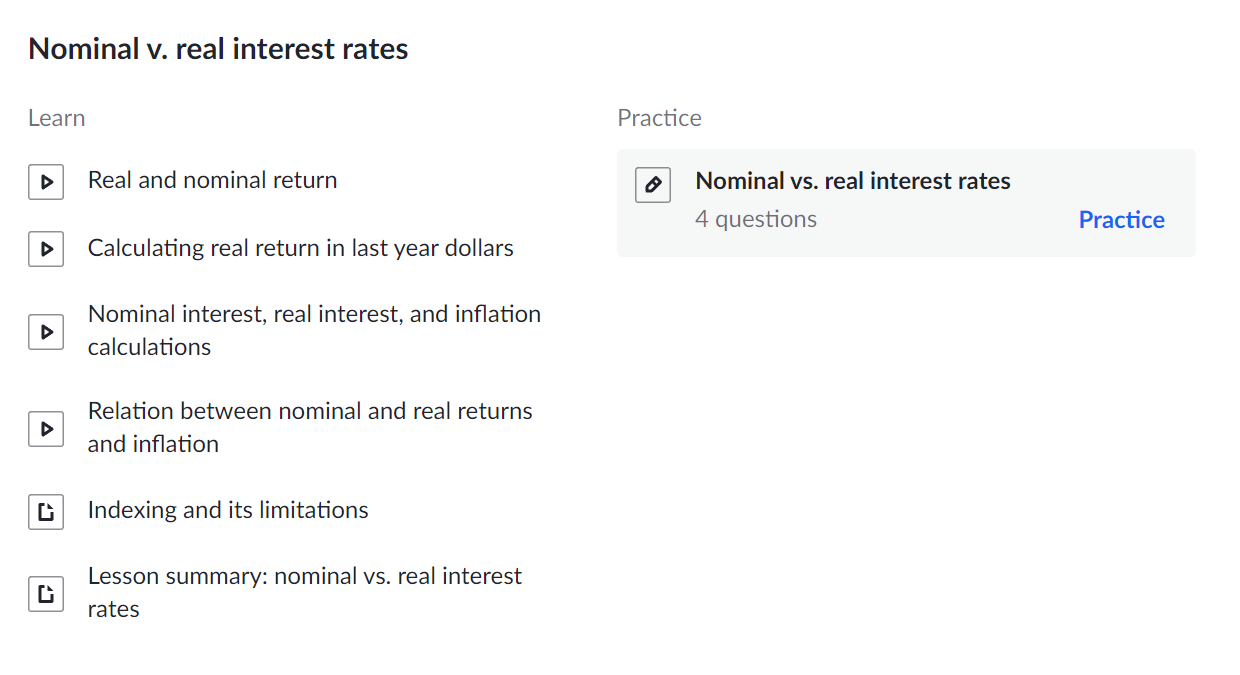 Nominal v. real interest rates
Learn
Real and nominal return
Calculating real return in last year dollars
Nominal interest, real interest, and inflation
calculations
Relation between nominal and real returns
and inflation
Indexing and its limitations
Lesson summary: nominal vs. real interest
rates
Practice
Nominal vs. real interest rates
4 questions
Practice